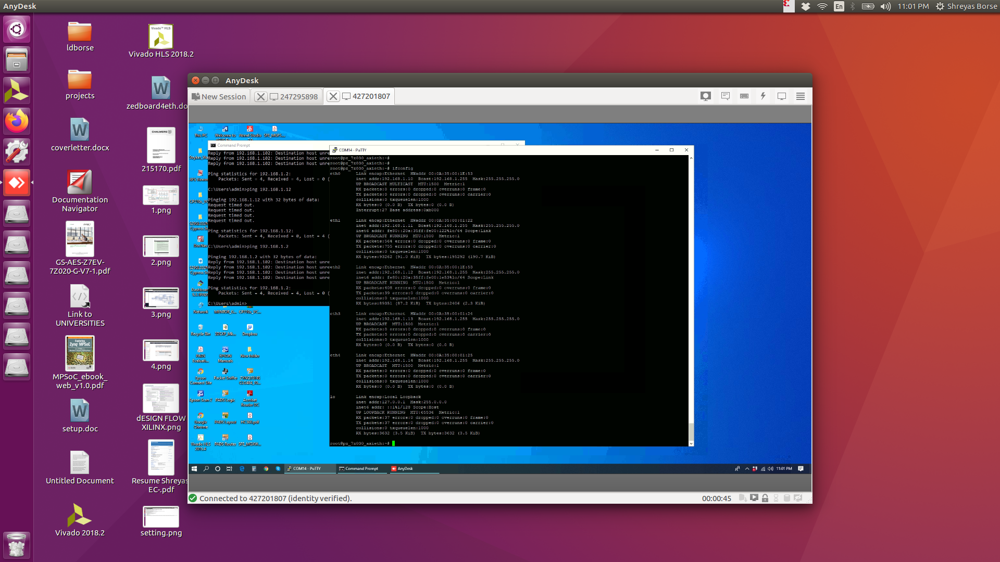 AnyDesk
En
11:01 PM
Shreyas Borse
ldborse
projects
coverletter.docx
Documentation
Navigator
GS-AES-Z7EV-
7Z020-G-V7-1.pdf
Link to
UNIVERSITIES
MPSoC_ebook_
web_v1.0.pdf
setup.doc
Untitled Document
Vivado 2018.2
Vivado HLS 2018.2
zedboard4eth.do
215170.pdf
1.png
2.png
3.png
4.png
dESIGN FLOW
XILINX.png
Resume Shreyas
EC-.pdf
setting.png
AnyDesk
New Session
247295898
427201807
This PC
Welcome to
Atmel Studio
SFE_MGFS...
Network
MENTOR_G...
CP210x_VC...
Recycle Bin
3DEXP_Mk...
Dropbox
PADS
Evaluati...
EPSON
Manuals
New folder
Epson
Connect Site
Packet Sniffer
Epson Scan 2
PADS Logic
Acrobat
Reader DC
Google
Chrome
PADS Layout
HC300.pdf
Vivado HLS
PADS Router
SFE_MGXW...
Command Prompt
Reply from 192.168.1.102: Destination host unre
Reply from 192.168.1.102: Destination host unre
Reply from 192.168.1.102: Destination host unre
Ping statistics for 192.168.1.2:
Packets: Sent = 4, Received = 4, Lost = 0 (
C:\Users\admin>ping 192.168.1.12
Pinging 192.168.1.12 with 32 bytes of data:
Request timed out.
Request timed out.
Request timed out.
Request timed out.
Ping statistics for 192.168.1.12:
Packets: Sent = 4, Received = 0, Lost = 4 (
C:\Users\admin>ping 192.168.1.2
Pinging 192.168.1.2 with 32 bytes of data:
Reply from 192.168.1.102: Destination host unre
Reply from 192.168.1.102: Destination host unre
Reply from 192.168.1.102: Destination host unre
Reply from 192.168.1.102: Destination host unre
Ping statistics for 192.168.1.2:
Packets: Sent = 4, Received = 4, Lost = 0 (
C:\Users\admin>
COM14 - PuTTY
root@pz_7z030_axieth:~#
root@pz_7z030_axieth:~#
root@pz_7z030_axieth:~# ifconfig
eth0 Link encap:Ethernet HWaddr 00:0A:35:00:1E:53
inet addr:192.168.1.10 Bcast:192.168.1.255 Mask:255.255.255.0
UP BROADCAST MULTICAST MTU:1500 Metric:1
RX packets:0 errors:0 dropped:0 overruns:0 frame:0
TX packets:0 errors:0 dropped:0 overruns:0 carrier:0
collisions:0 txqueuelen:1000
RX bytes:0 (0.0 B) TX bytes:0 (0.0 B)
Interrupt:27 Base address:0xb000
eth1 Link encap:Ethernet HWaddr 00:0A:35:00:01:22
inet addr:192.168.1.11 Bcast:192.168.1.255 Mask:255.255.255.0
inet6 addr: fe80::20a:35ff:fe00:122%lo/64 Scope:Link
UP BROADCAST RUNNING MTU:1500 Metric:1
RX packets:564 errors:0 dropped:0 overruns:0 frame:0
TX packets:755 errors:0 dropped:0 overruns:0 carrier:0
collisions:0 txqueuelen:1000
RX bytes:93262 (91.0 KiB) TX bytes:195292 (190.7 KiB)
eth2 Link encap:Ethernet HWaddr 00:0A:35:00:1E:53
inet addr:192.168.1.12 Bcast:192.168.1.255 Mask:255.255.255.0
inet6 addr: fe80::20a:35ff:fe00:1e53%lo/64 Scope:Link
UP BROADCAST RUNNING MTU:1500 Metric:1
RX packets:408 errors:0 dropped:0 overruns:0 frame:0
TX packets:39 errors:0 dropped:0 overruns:0 carrier:0
collisions:0 txqueuelen:1000
RX bytes:89351 (87.2 KiB) TX bytes:2406 (2.3 KiB)
eth3 Link encap:Ethernet HWaddr 00:0A:35:00:01:24
inet addr:192.168.1.13 Bcast:192.168.1.255 Mask:255.255.255.0
UP BROADCAST MTU:1500 Metric:1
RX packets:0 errors:0 dropped:0 overruns:0 frame:0
TX packets:0 errors:0 dropped:0 overruns:0 carrier:0
collisions:0 txqueuelen:1000
RX bytes:0 (0.0 B) TX bytes:0 (0.0 B)
eth4 Link encap:Ethernet HWaddr 00:0A:35:00:01:25
inet addr:192.168.1.14 Bcast:192.168.1.255 Mask:255.255.255.0
UP BROADCAST MTU:1500 Metric:1
RX packets:0 errors:0 dropped:0 overruns:0 frame:0
TX packets:0 errors:0 dropped:0 overruns:0 carrier:0
collisions:0 txqueuelen:1000
RX bytes:0 (0.0 B) TX bytes:0 (0.0 B)
lo Link encap:Local Loopback
inet addr:127.0.0.1 Mask:255.0.0.0
inet6 addr: ::1%1/128 Scope:Host
UP LOOPBACK RUNNING MTU:65536 Metric:1
RX packets:37 errors:0 dropped:0 overruns:0 frame:0
TX packets:37 errors:0 dropped:0 overruns:0 carrier:0
collisions:0 txqueuelen:1000
RX bytes:3632 (3.5 KiB) TX bytes:3632 (3.5 KiB)
root@pz_7z030_axieth:~#
COM14 - PuTTY
Command Prompt
AnyDesk
11:01 PM
Connected to 427201807 (identity verified).
00:00:45